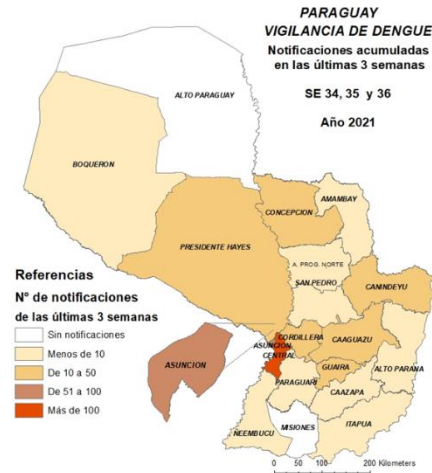 PARAGUAY
VIGILANCIA DE DENGUE
Notificaciones acumuladas
en las últimas 3 semanas
SE 34, 35 y 36
Año 2021
ALTO PARAGUAY
BOQUERON
AMAMBAY
CONCEPCION
PRESIDENTE HAYES
A. PROG. NORTE
SAN PEDRO
CANINDEYU
CORDILLERA
ASUNCION
CENTRAL
CAAGUAZU
GUAIRA
ALTO PARANA
PARAGUARI
CAAZAPA
ÑEEMBUCU
MISIONES
ITAPUA
ASUNCION
Referencias
N° de notificaciones
de las últimas 3 semanas
Sin notificaciones
Menos de 10
De 10 a 50
De 51 a 100
Más de 100
0 50 100 200 Kilometers